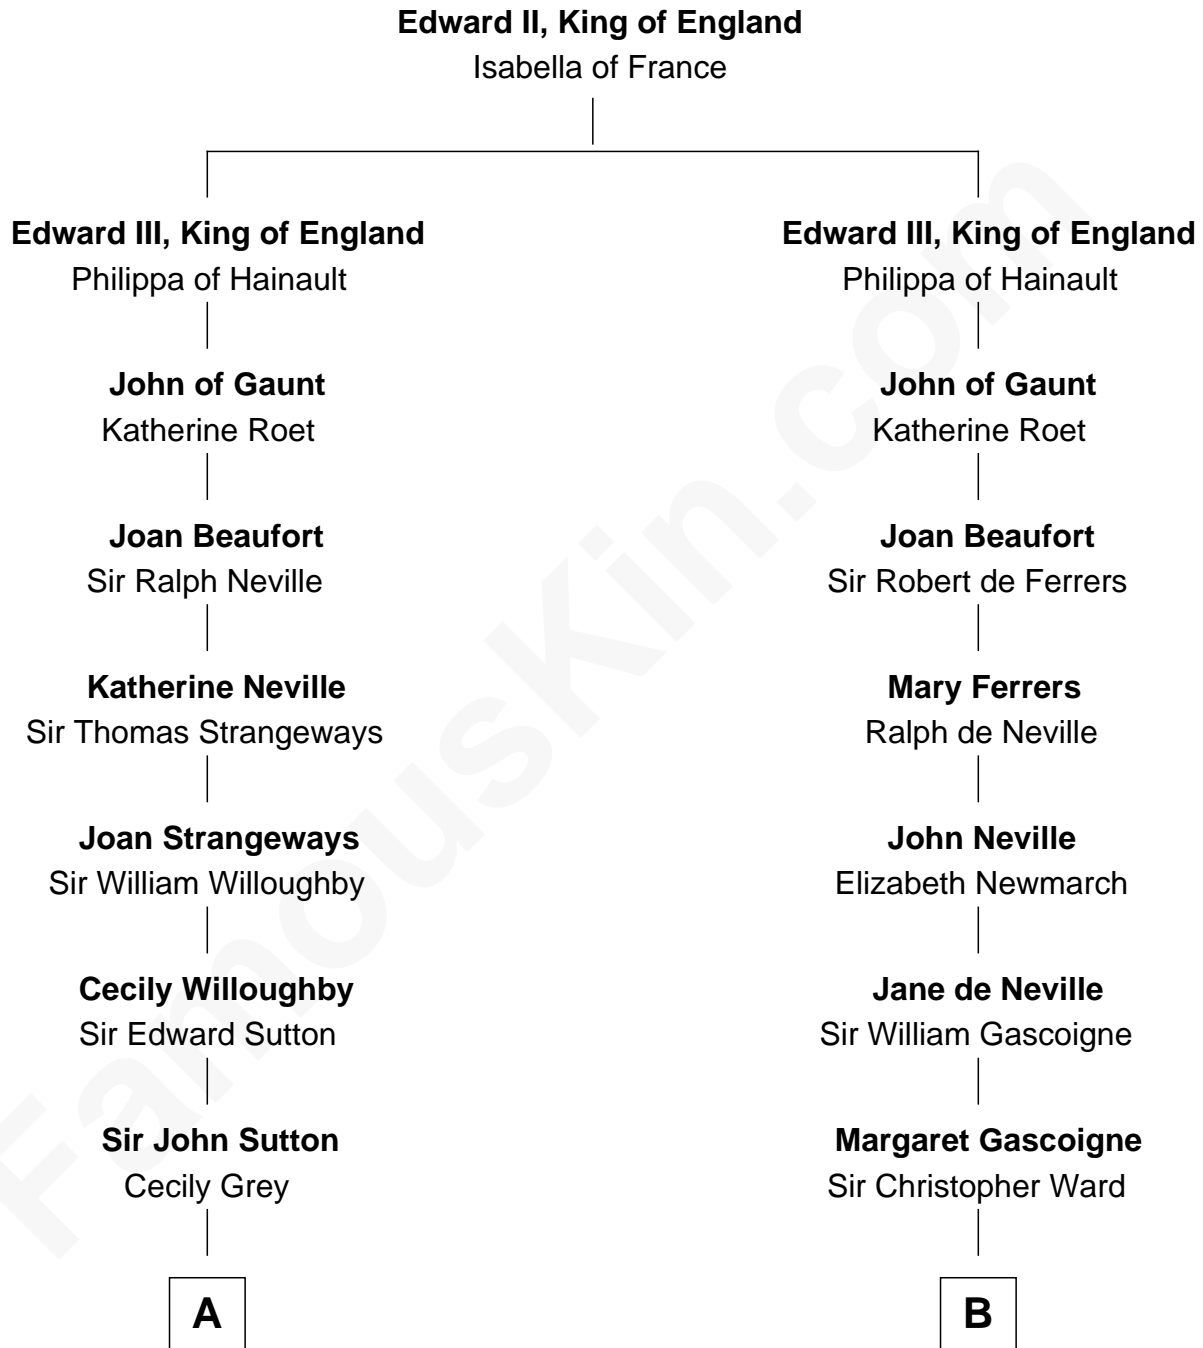 Edward II, King of England
Isabella of France
Edward III, King of England
Philippa of Hainault
John of Gaunt
Katherine Roet
Joan Beaufort
Sir Ralph Neville
Katherine Neville
Sir Thomas Strangeways
Joan Strangeways
Sir William Willoughby
Cecily Willoughby
Sir Edward Sutton
Sir John Sutton
Cecily Grey
A
Edward III, King of England
Philippa of Hainault
John of Gaunt
Katherine Roet
Joan Beaufort
Sir Robert de Ferrers
Mary Ferrers
Ralph de Neville
John Neville
Elizabeth Newmarch
Jane de Neville
Sir William Gascoigne
Margaret Gascoigne
Sir Christopher Ward
B
FamousKin.com